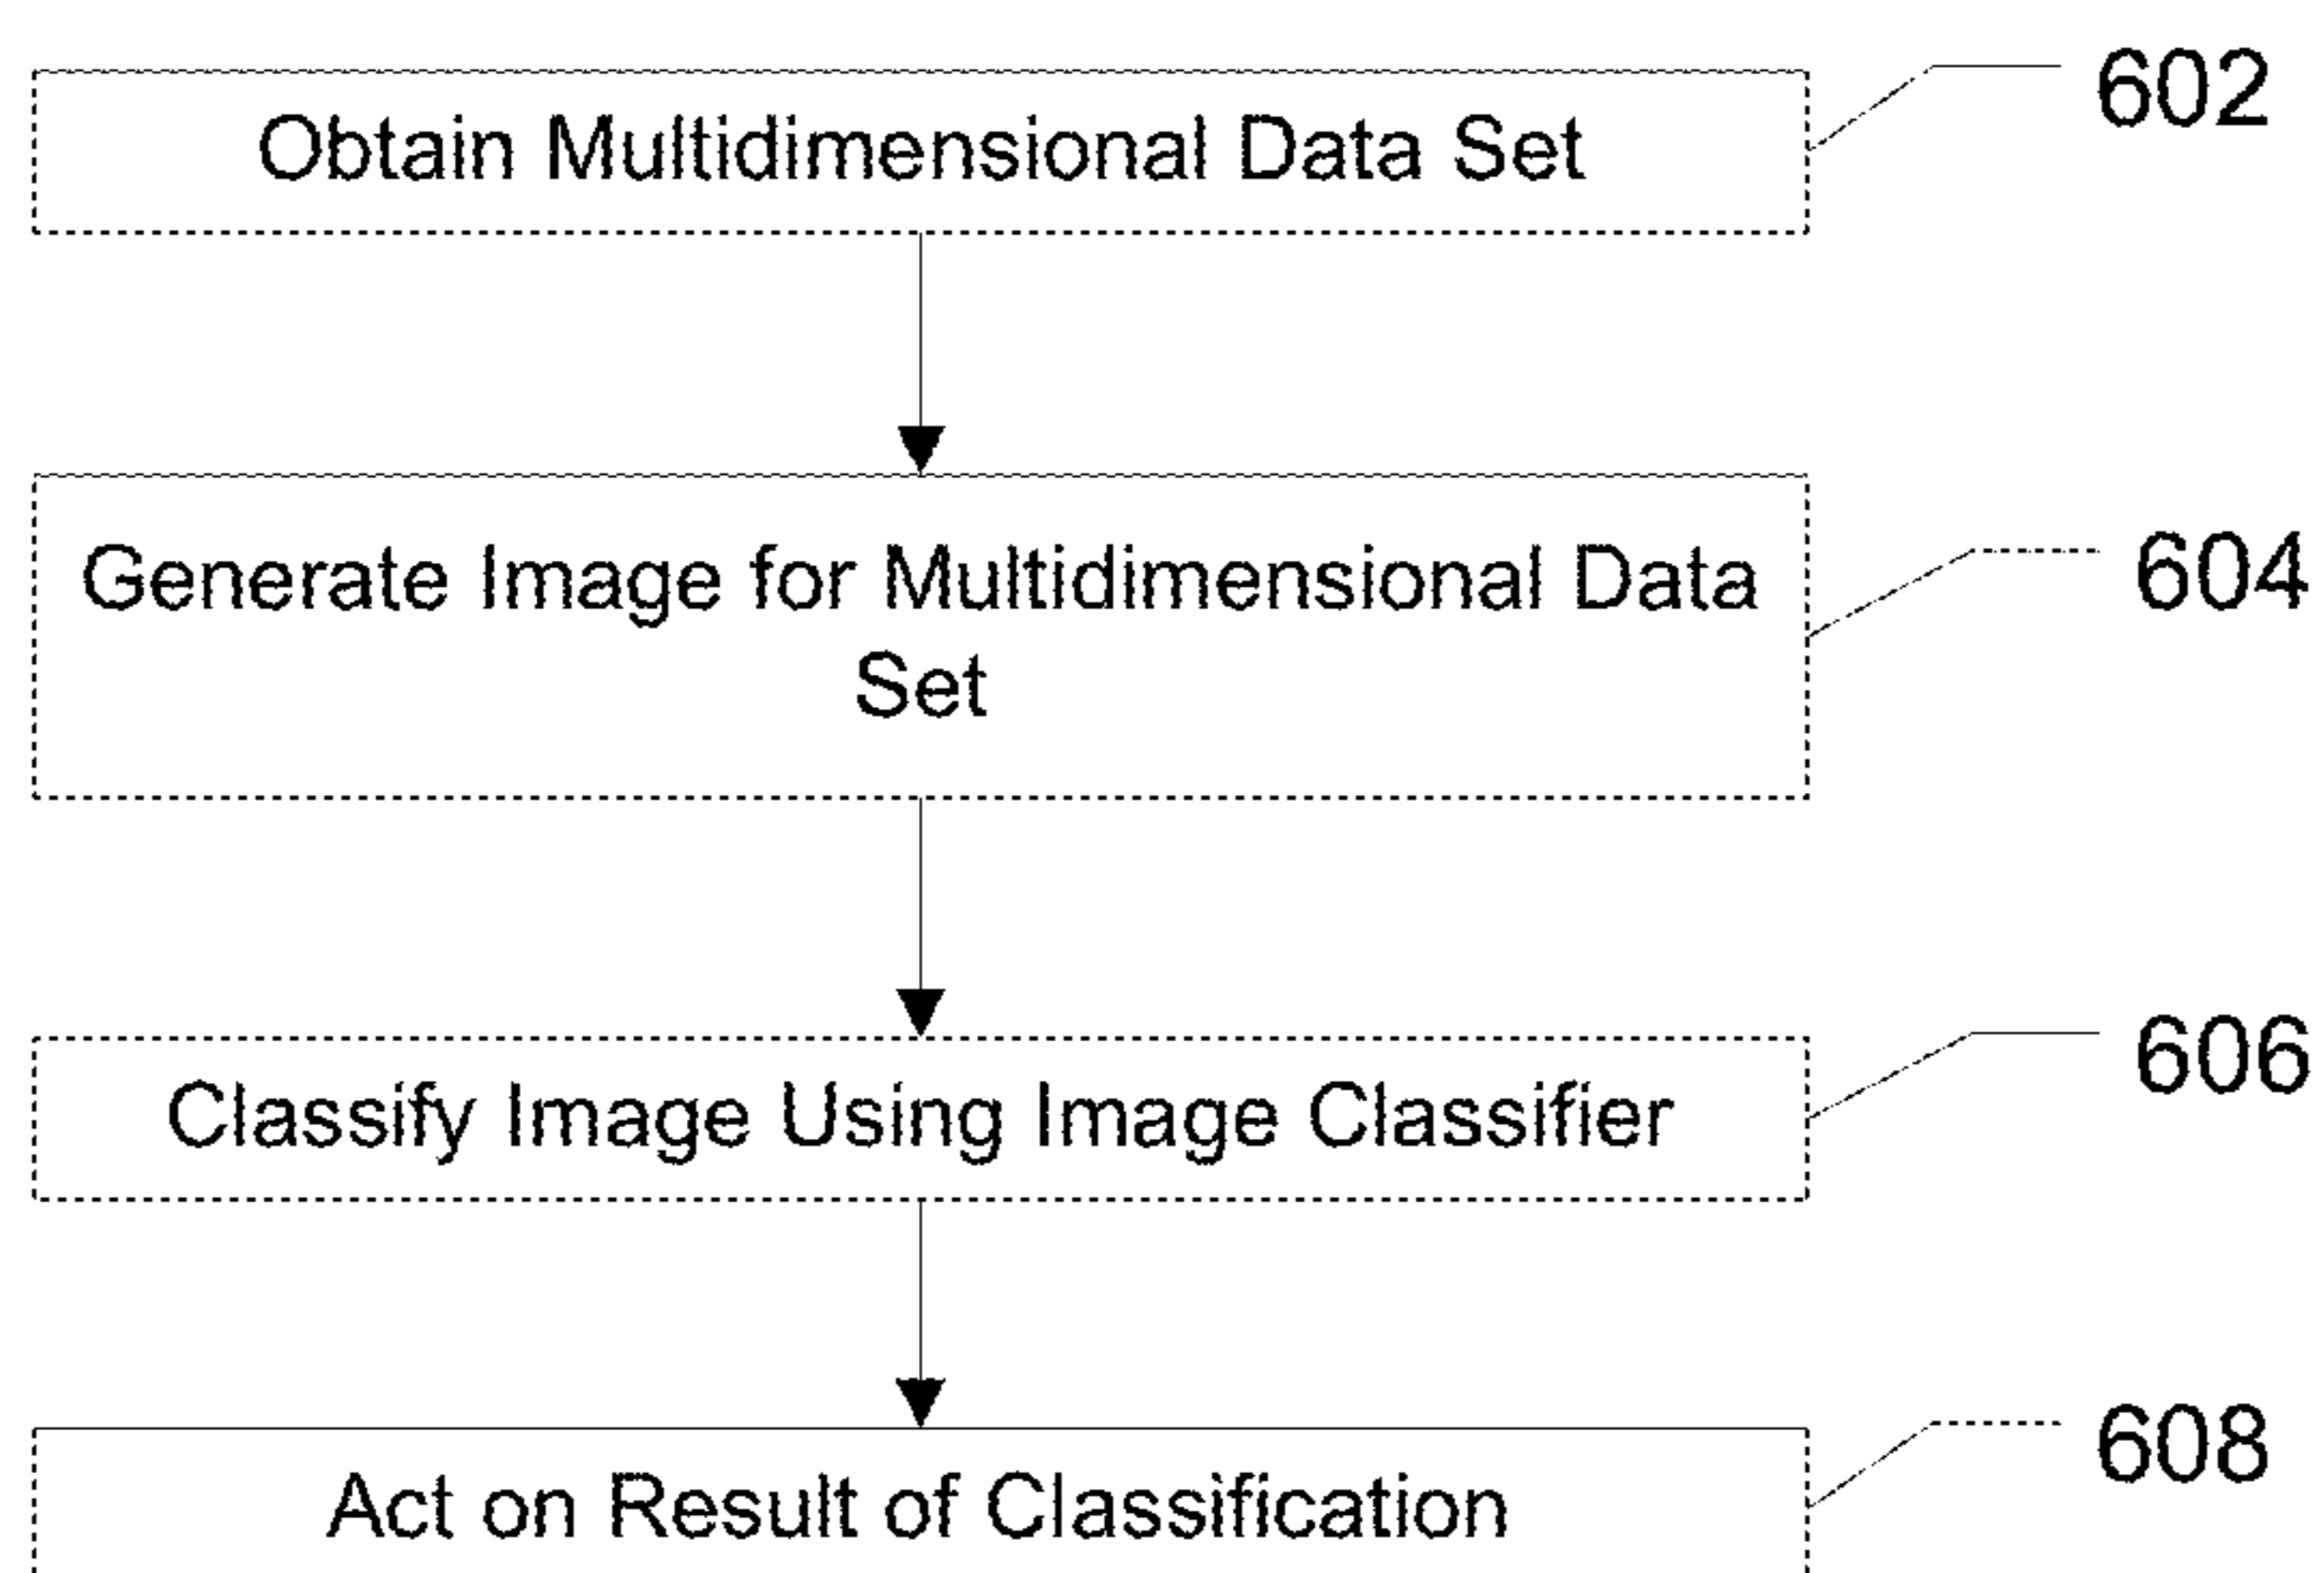 Obtain Multidimensional Data Set
602
Generate Image for Multidimensional Data
Set
604
Classify Image Using Image Classifier
606
Act on Result of Classification
608